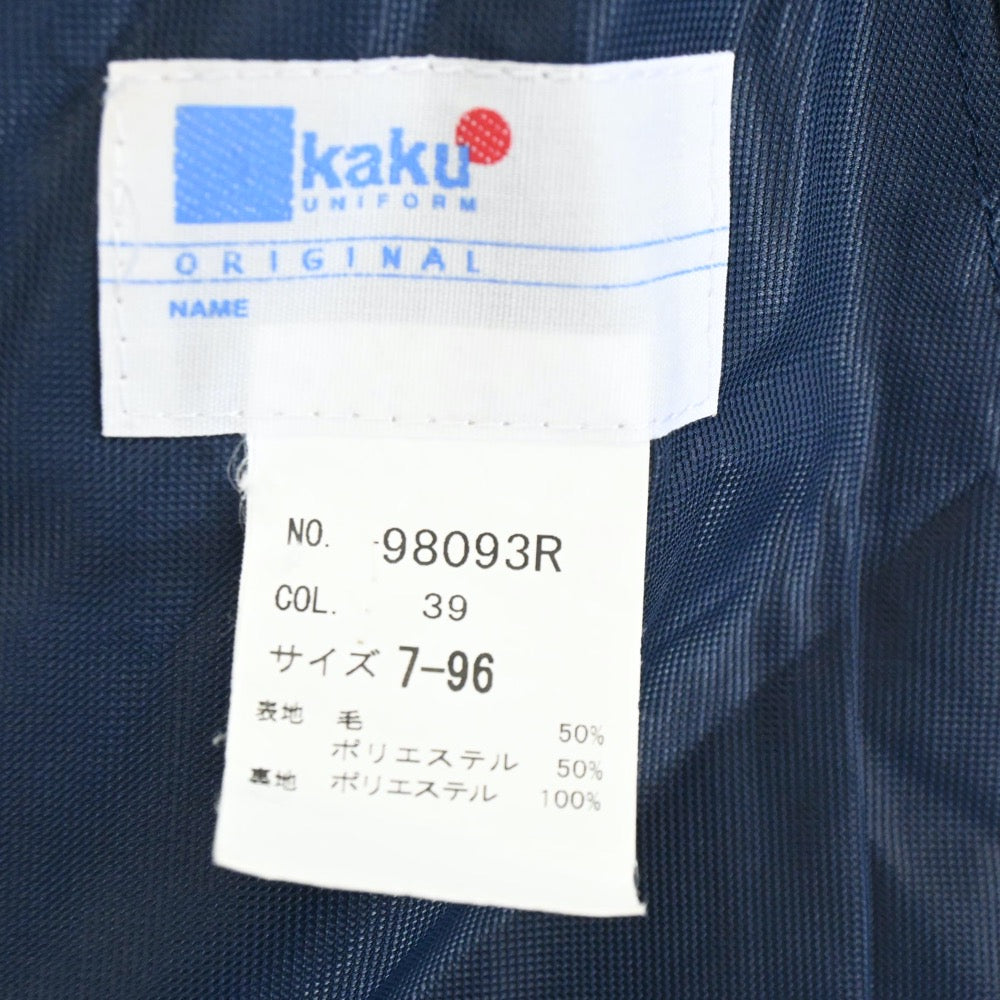 kaku
UNIFORM
ORIGINAL
NAME
NO. -98093R
COL. 39
サイズ 7-96
表地 毛 50%
ポリエステル 50%
裏地 ポリエステル 100%